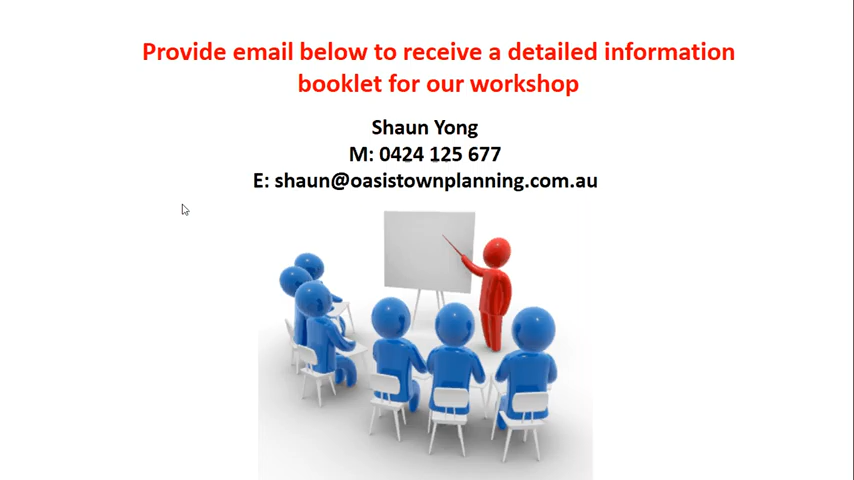 Provide email below to receive a detailed information
booklet for our workshop
Shaun Yong
M: 0424 125 677
E: shaun@oasistownplanning.com.au